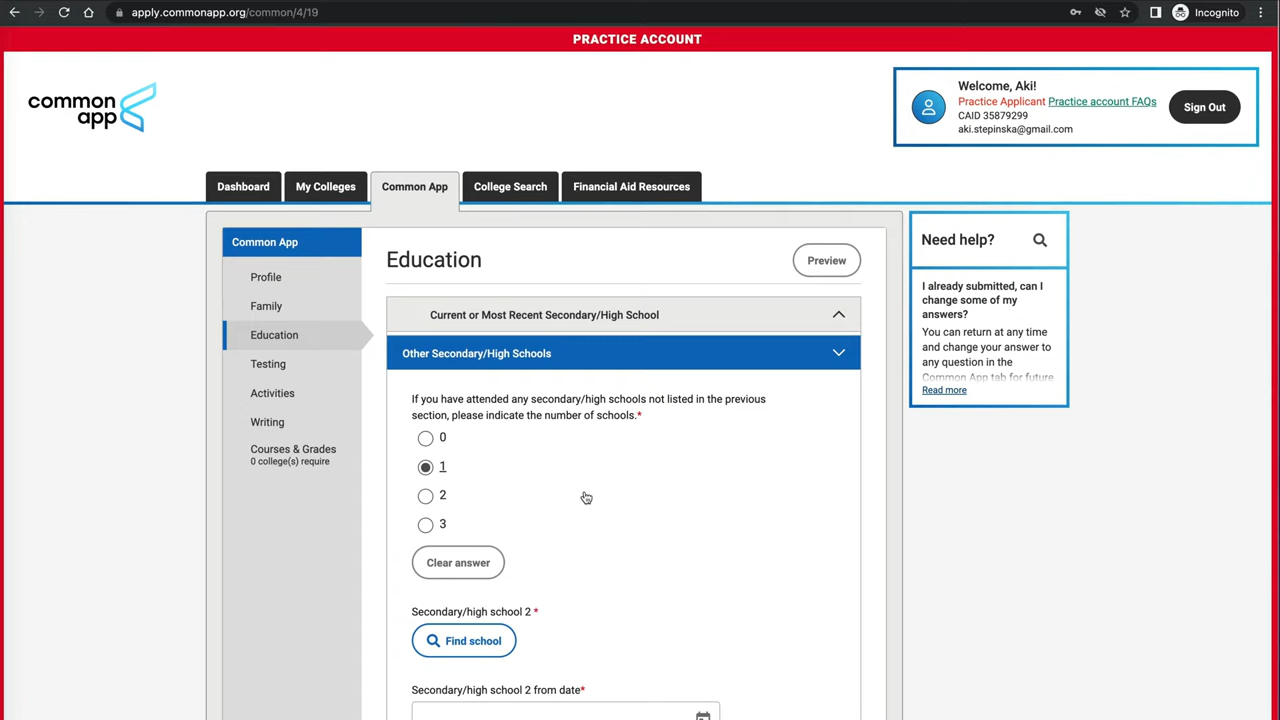 apply.commonapp.org/common/4/19
Incognito
PRACTICE ACCOUNT
common
app
Welcome, Aki!
Practice Applicant Practice account FAQs
CAID 35879299
aki.stepinska@gmail.com
Sign Out
Dashboard
My Colleges
Common App
College Search
Financial Aid Resources
Common App
Profile
Family
Education
Testing
Activities
Writing
Courses & Grades
0 college(s) require
Education
Preview
Current or Most Recent Secondary/High School
Other Secondary/High Schools
If you have attended any secondary/high schools not listed in the previous
section, please indicate the number of schools.*
0
1
2
3
Clear answer
Secondary/high school 2 *
Find school
Secondary/high school 2 from date*
Need help?
I already submitted, can I
change some of my
answers?
You can return at any time
and change your answer to
any question in the
Common App tab for future
Read more